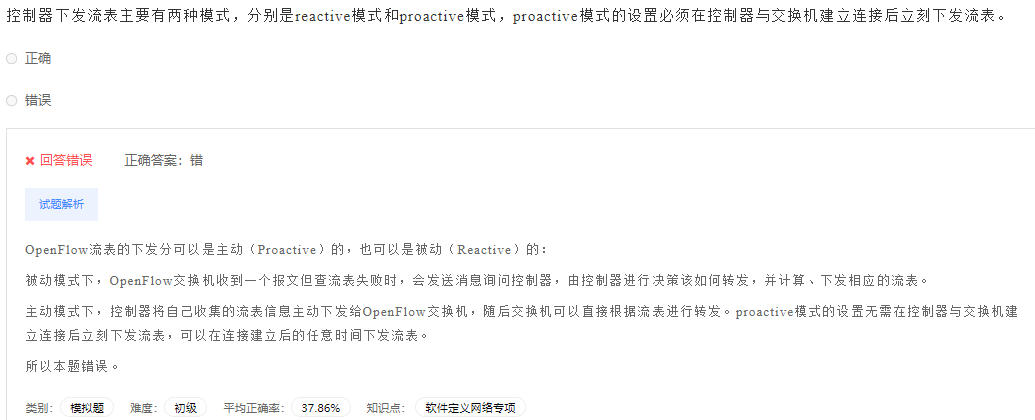 控制器下发流表主要有两种模式，分别是reactive模式和proactive模式，proactive模式的设置必须在控制器与交换机建立连接后立刻下发流表。
正确
错误
回答错误 正确答案：错
试题解析
OpenFlow流表的下发分可以是主动（Proactive）的，也可以是被动（Reactive）的：
被动模式下，OpenFlow交换机收到一个报文但查流表失败时，会发送消息询问控制器，由控制器进行决策该如何转发，并计算、下发相应的流表。
主动模式下，控制器将自己收集的流表信息主动下发给OpenFlow交换机，随后交换机可以直接根据流表进行转发。proactive模式的设置无需在控制器与交换机建
立连接后立刻下发流表，可以在连接建立后的任意时间下发流表。
所以本题错误。
类别： 模拟题 难度： 初级 平均正确率： 37.86% 知识点： 软件定义网络专项